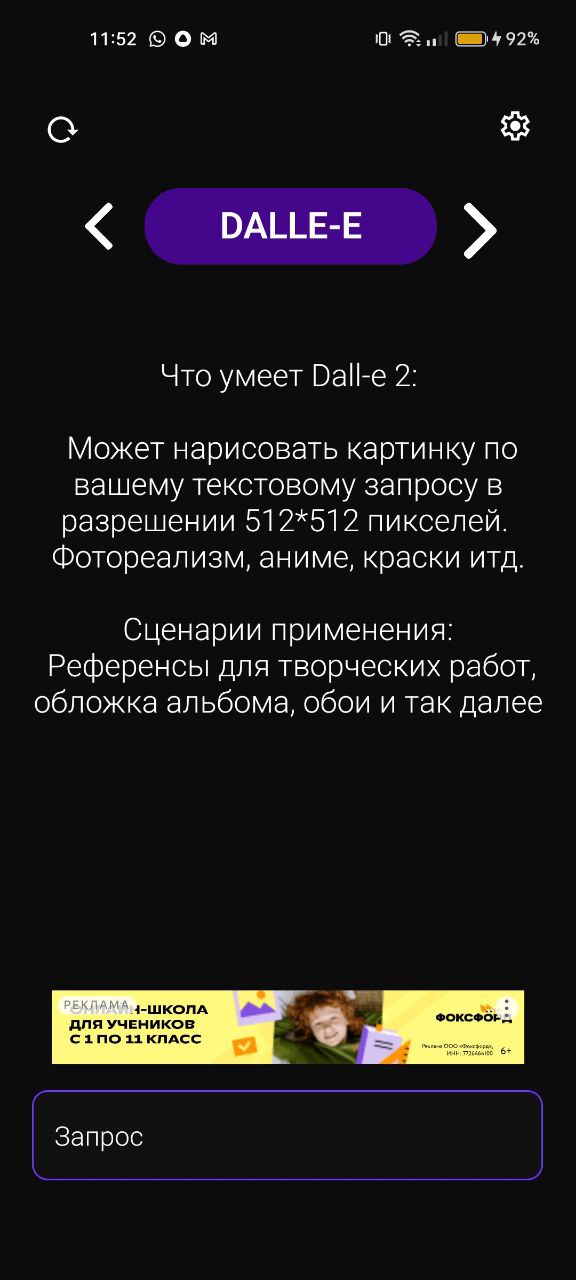 11:52
92%
DALLE-E
Что умеет Dall-e 2:
Может нарисовать картинку по
вашему текстовому запросу в
разрешении 512*512 пикселей.
Фотореализм, аниме, краски итд.
Сценарии применения:
Референсы для творческих работ,
обложка альбома, обои и так далее
РЕКЛАМА
ОНЛАЙН-ШКОЛА
ДЛЯ УЧЕНИКОВ
С 1 ПО 11 КЛАСС
ФОКСФОРД
Реклама ООО «Фоксфорд»,
ИНН: 7726464100
6+
Запрос